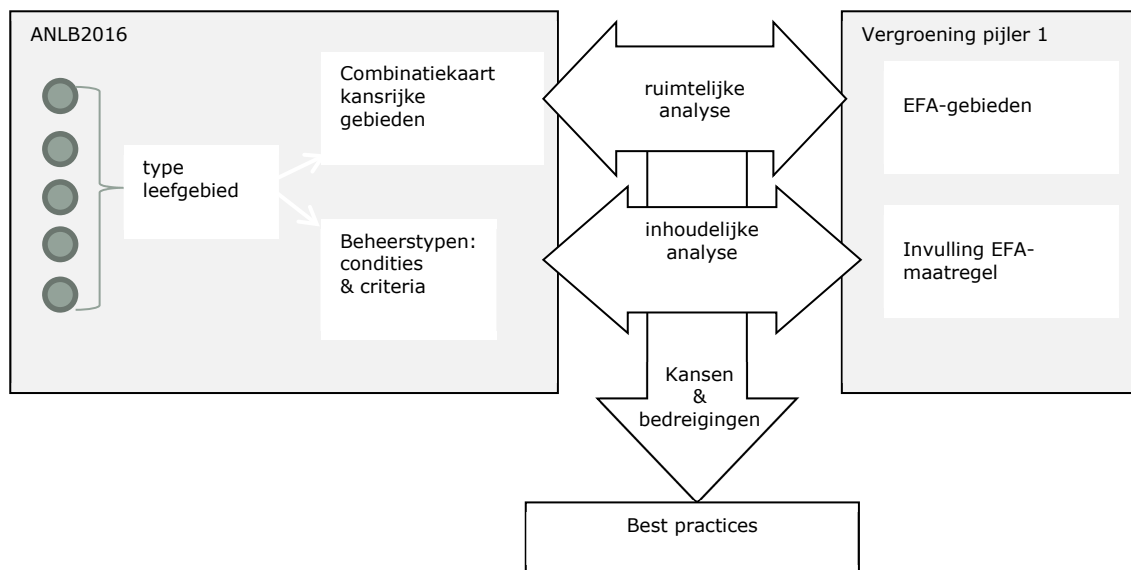 ANLB2016
type
leefgebied
Combinatiekaart
kansrijke
gebieden
Beheerstypen:
condities
& criteria
ruimtelijke
analyse
inhoudelijke
analyse
Vergroening pijler 1
EFA-gebieden
Invulling EFA-
maatregel
Kansen
&
bedreigingen
Best practices